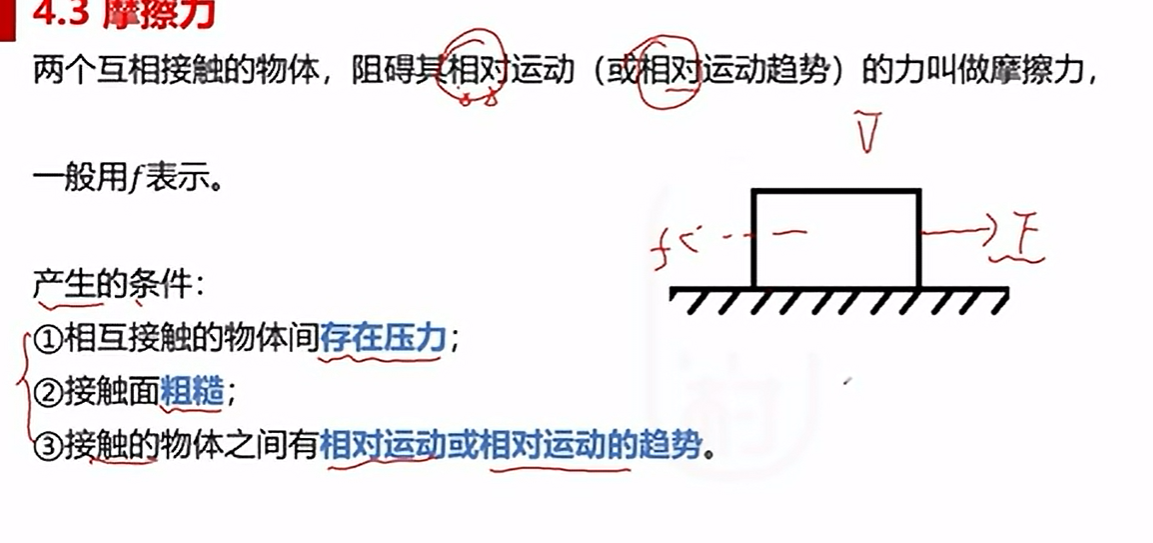 4.3 摩擦力
两个互相接触的物体，阻碍其相对运动（或相对运动趋势）的力叫做摩擦力，
一般用f表示。
f
F
产生的条件：
①相互接触的物体间存在压力；
②接触面粗糙；
③接触的物体之间有相对运动或相对运动的趋势。